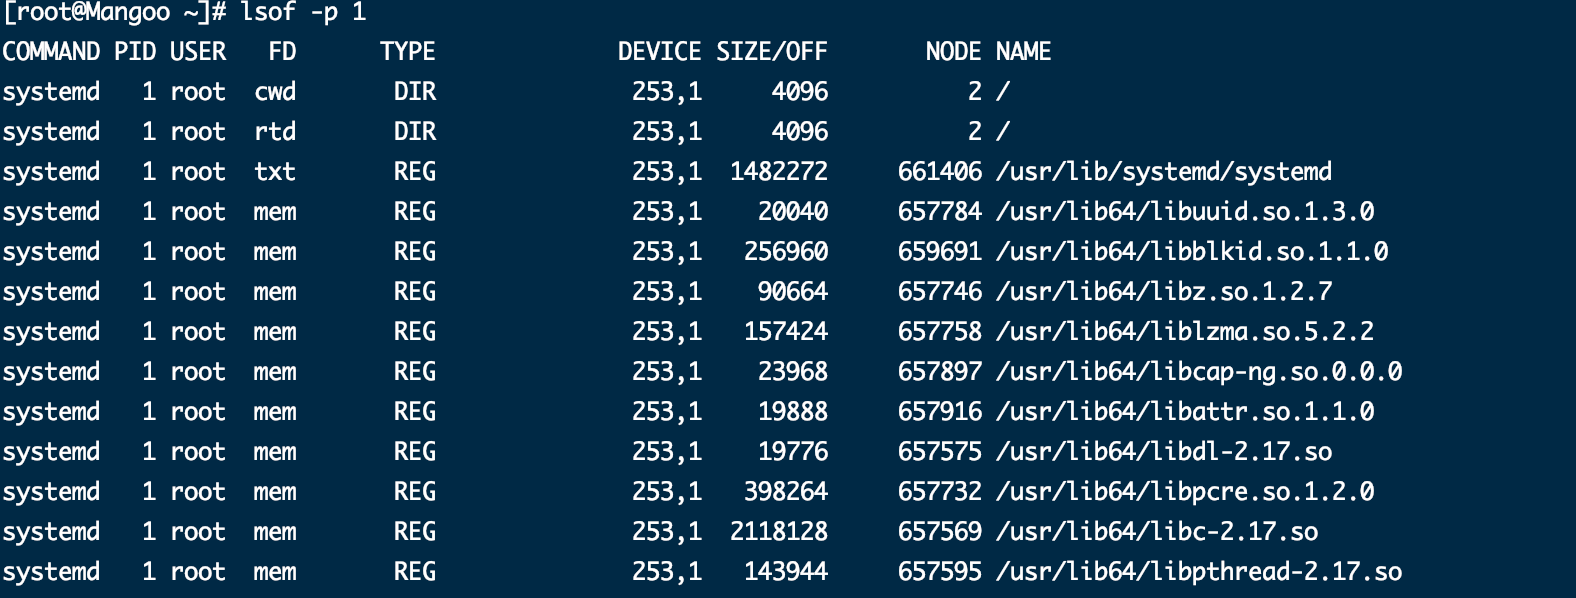 [root@Mangoo ~]# lsof -p 1
COMMAND PID USER   FD      TYPE             DEVICE SIZE/OFF       NODE NAME
systemd   1 root  cwd       DIR              253,1     4096          2 /
systemd   1 root  rtd       DIR              253,1     4096          2 /
systemd   1 root  txt       REG              253,1  1482272     661406 /usr/lib/systemd/systemd
systemd   1 root  mem       REG              253,1    20040     657784 /usr/lib64/libuuid.so.1.3.0
systemd   1 root  mem       REG              253,1   256960     659691 /usr/lib64/libblkid.so.1.1.0
systemd   1 root  mem       REG              253,1    90664     657746 /usr/lib64/libz.so.1.2.7
systemd   1 root  mem       REG              253,1   157424     657758 /usr/lib64/liblzma.so.5.2.2
systemd   1 root  mem       REG              253,1    23968     657897 /usr/lib64/libcap-ng.so.0.0.0
systemd   1 root  mem       REG              253,1    19888     657916 /usr/lib64/libattr.so.1.1.0
systemd   1 root  mem       REG              253,1    19776     657575 /usr/lib64/libdl-2.17.so
systemd   1 root  mem       REG              253,1   398264     657732 /usr/lib64/libpcre.so.1.2.0
systemd   1 root  mem       REG              253,1  2118128     657569 /usr/lib64/libc-2.17.so
systemd   1 root  mem       REG              253,1   143944     657595 /usr/lib64/libpthread-2.17.so